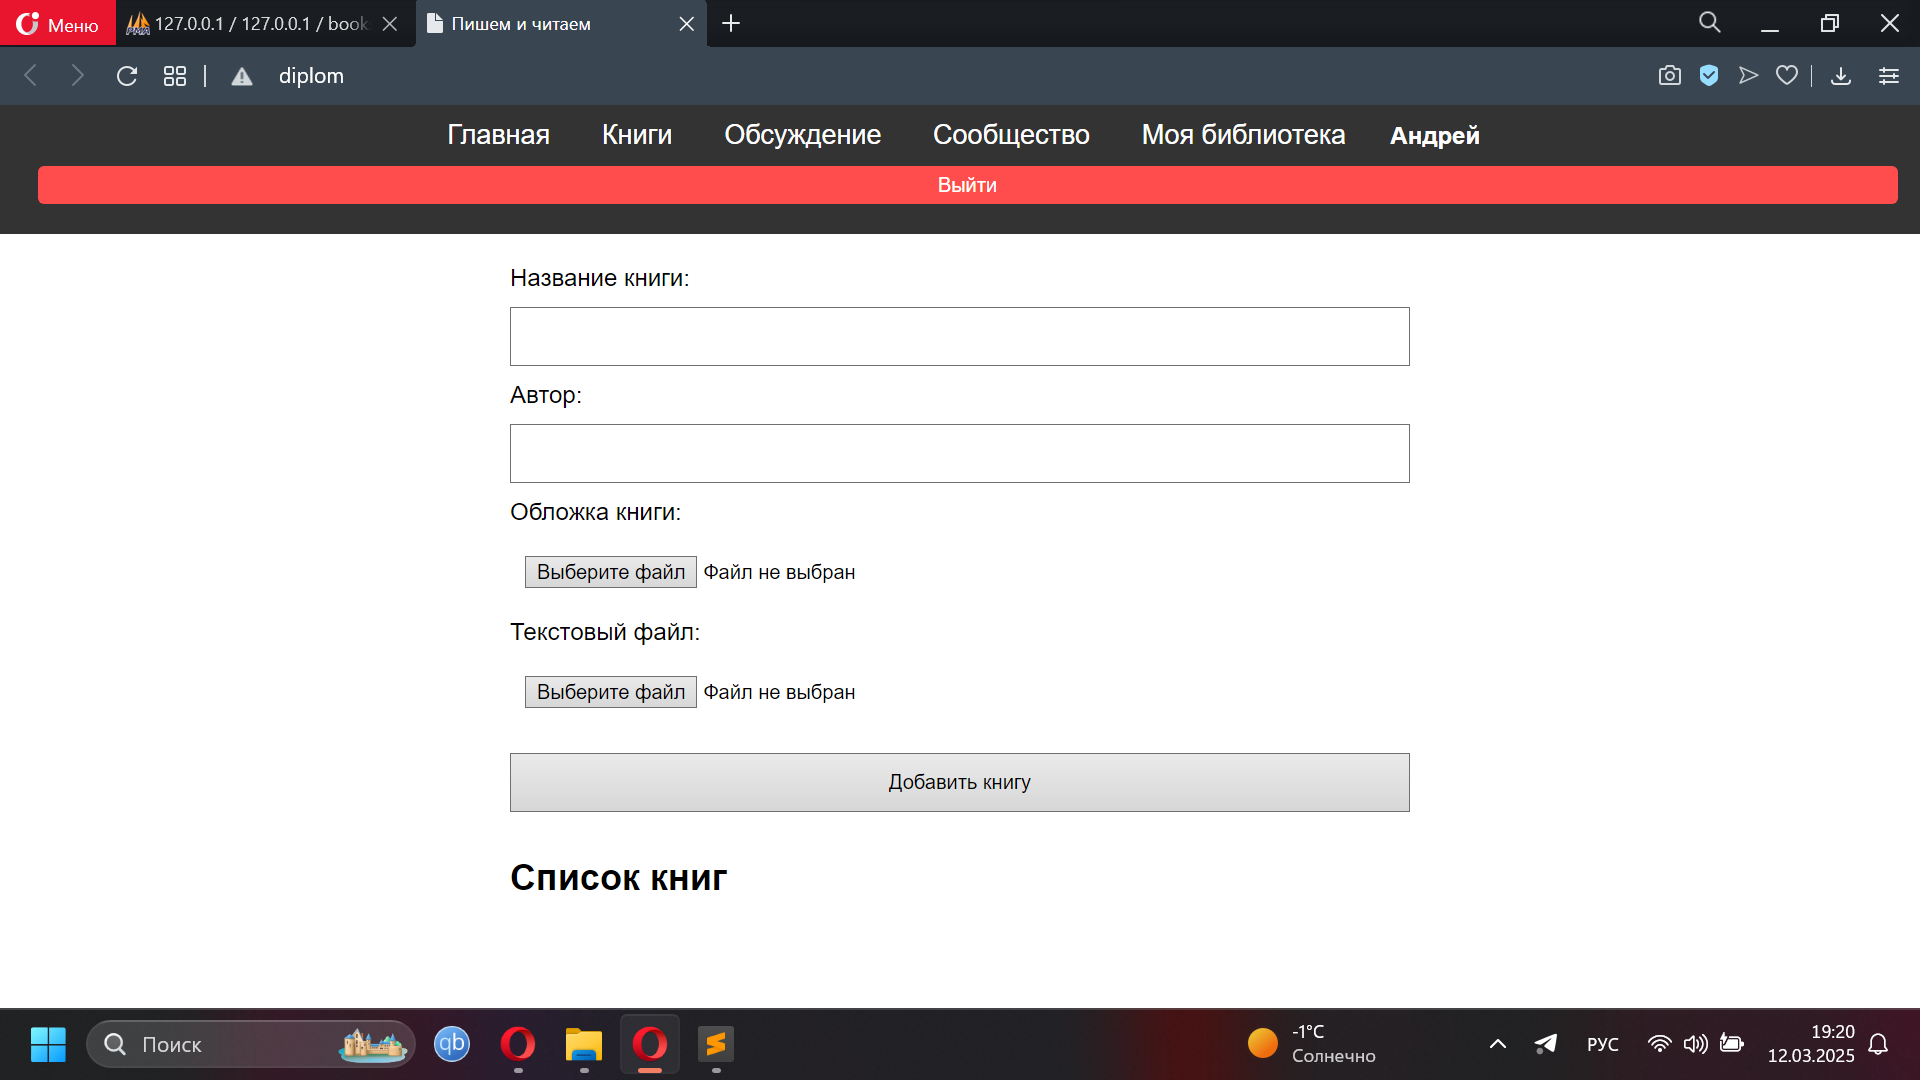 Меню
127.0.0.1 / 127.0.0.1 / book
Пишем и читаем
diplom
Главная Книги Обсуждение Сообщество Моя библиотека Андрей
Выйти
Название книги:
Автор:
Обложка книги:
Выберите файл Файл не выбран
Текстовый файл:
Выберите файл Файл не выбран
Добавить книгу
Список книг
Поиск
qb
-1°C
Солнечно
РУС
19:20
12.03.2025